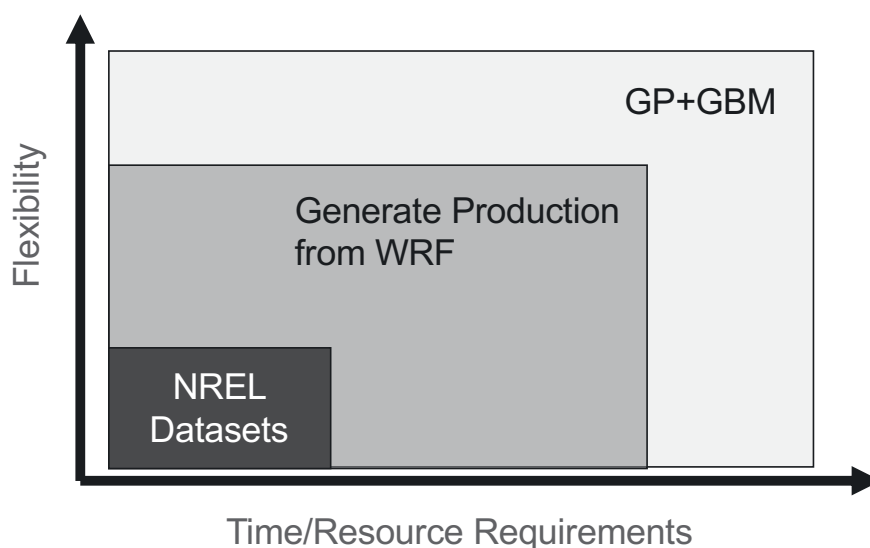 GP+GBM
Generate Production
from WRF
NREL
Datasets
Flexibility
Time/Resource Requirements